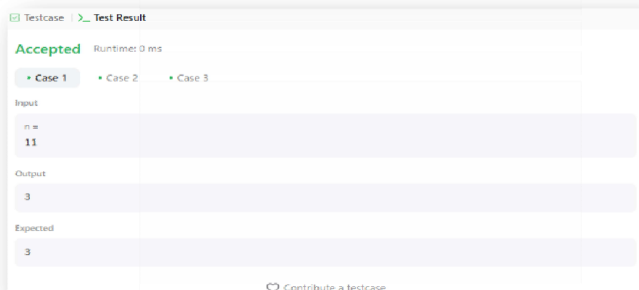 Testcase | >_ Test Result
Accepted Runtime: 0 ms
• Case 1 • Case 2 • Case 3
Input
n =
11
Output
3
Expected
3
Contribute a testcase